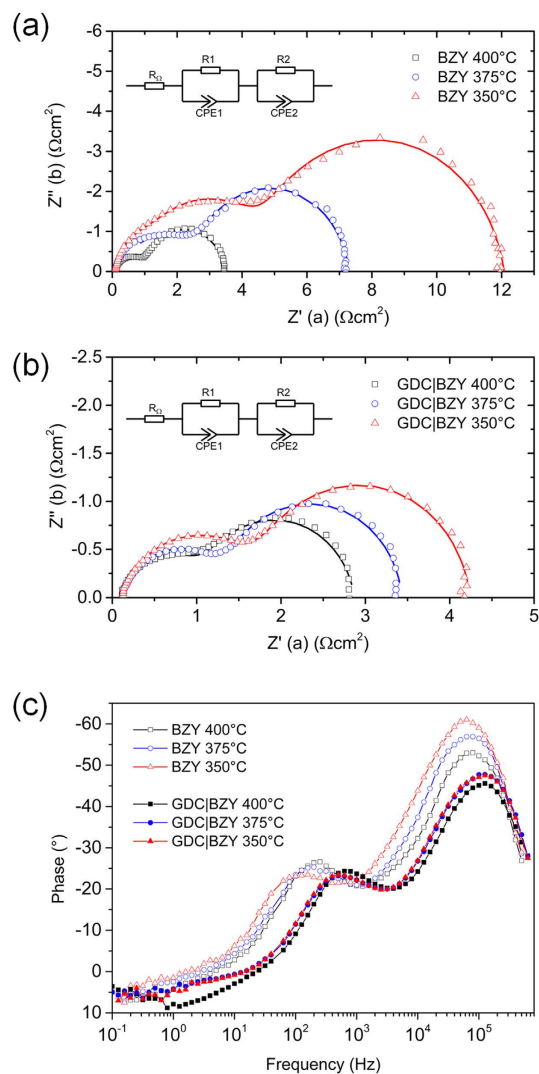 (a)
-6
-5
-4
-3
-2
-1
0
Z'' (b) (Ωcm²)
R1
R2
RΩ
CPE1
CPE2
BZY 400°C
BZY 375°C
BZY 350°C
0 2 4 6 8 10 12
Z' (a) (Ωcm²)
(b)
-2.5
-2.0
-1.5
-1.0
-0.5
0.0
Z'' (b) (Ωcm²)
R1
R2
RΩ
CPE1
CPE2
GDC|BZY 400°C
GDC|BZY 375°C
GDC|BZY 350°C
0 1 2 3 4 5
Z' (a) (Ωcm²)
(c)
-60
-50
-40
-30
-20
-10
0
10
Phase (°)
BZY 400°C
BZY 375°C
BZY 350°C
GDC|BZY 400°C
GDC|BZY 375°C
GDC|BZY 350°C
10⁻¹ 10⁰ 10¹ 10² 10³ 10⁴ 10⁵
Frequency (Hz)